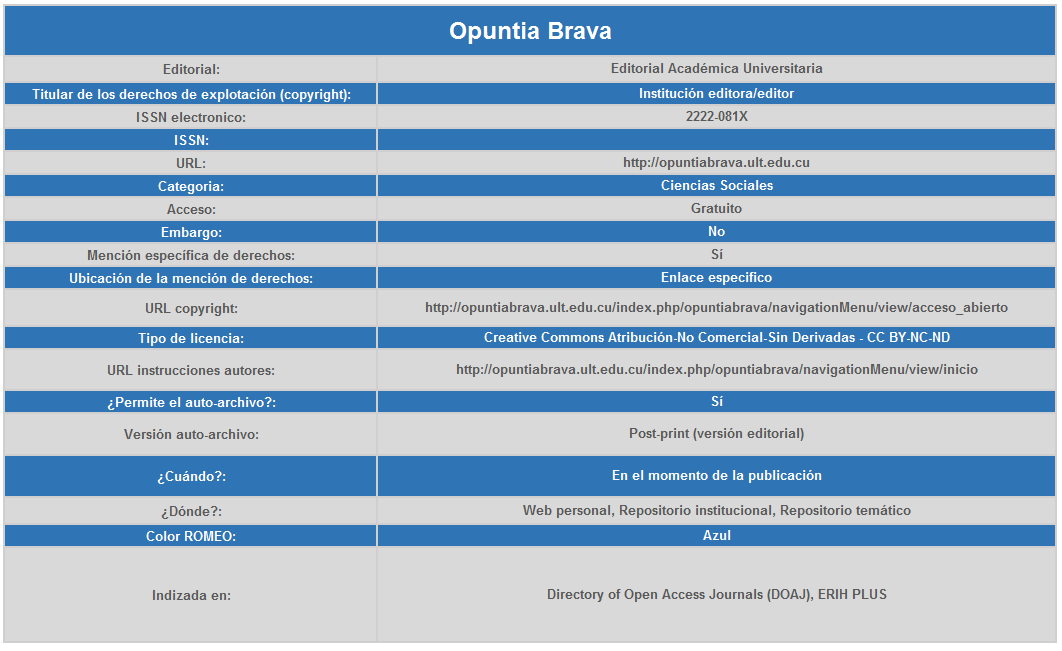 Opuntia Brava
Editorial: Editorial Académica Universitaria
Titular de los derechos de explotación (copyright): Institución editora/editor
ISSN electronico: 2222-081X
ISSN:
URL: http://opuntiabrava.ult.edu.cu
Categoria: Ciencias Sociales
Acceso: Gratuito
Embargo: No
Mención específica de derechos: Sí
Ubicación de la mención de derechos: Enlace especifico
URL copyright: http://opuntiabrava.ult.edu.cu/index.php/opuntiabrava/navigationMenu/view/acceso_abierto
Tipo de licencia: Creative Commons Atribución-No Comercial-Sin Derivadas - CC BY-NC-ND
URL instrucciones autores: http://opuntiabrava.ult.edu.cu/index.php/opuntiabrava/navigationMenu/view/inicio
¿Permite el auto-archivo?: Sí
Versión auto-archivo: Post-print (versión editorial)
¿Cuándo?: En el momento de la publicación
¿Dónde?: Web personal, Repositorio institucional, Repositorio temático
Color ROMEO: Azul
Indizada en: Directory of Open Access Journals (DOAJ), ERIH PLUS